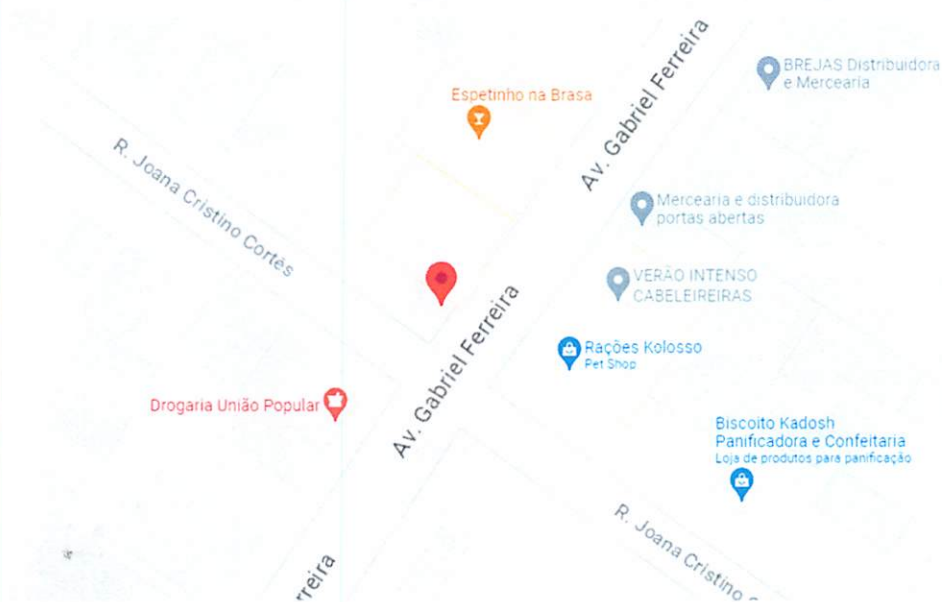 BREJAS Distribuidora
e Mercearia
Espetinho na Brasa
Av. Gabriel Ferreira
R. Joana Cristino Cortês
Mercearia e distribuidora
portas abertas
VERÃO INTENSO
CABELEIREIRAS
Av. Gabriel Ferreira
Rações Kolosso
Pet Shop
Drogaria União Popular
Biscoito Kadosh
Panificadora e Confeitaria
Loja de produtos para panificação
R. Joana Cristino C
rreira